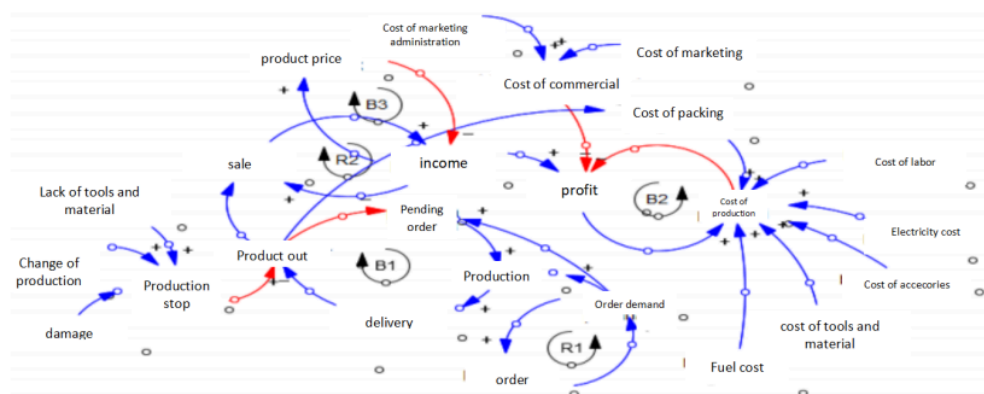 Cost of marketing
administration
Cost of marketing
product price
Cost of commercial
B3
Cost of packing
sale
R2
income
Cost of labor
profit
Lack of tools and
material
B2
Cost of
production
Pending
order
Electricity cost
Product out
B1
Change of
production
Production
stop
Production
Cost of accecories
Order demand
damage
delivery
cost of tools and
material
R1
Fuel cost
order